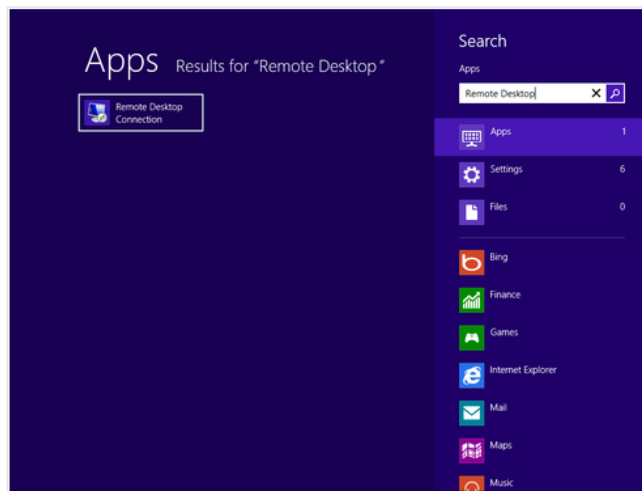 Apps Results for “Remote Desktop”
Remote Desktop
Connection
Search
Apps
Remote Desktop
Apps 1
Settings 6
Files 0
Bing
Finance
Games
Internet Explorer
Mail
Maps
Music